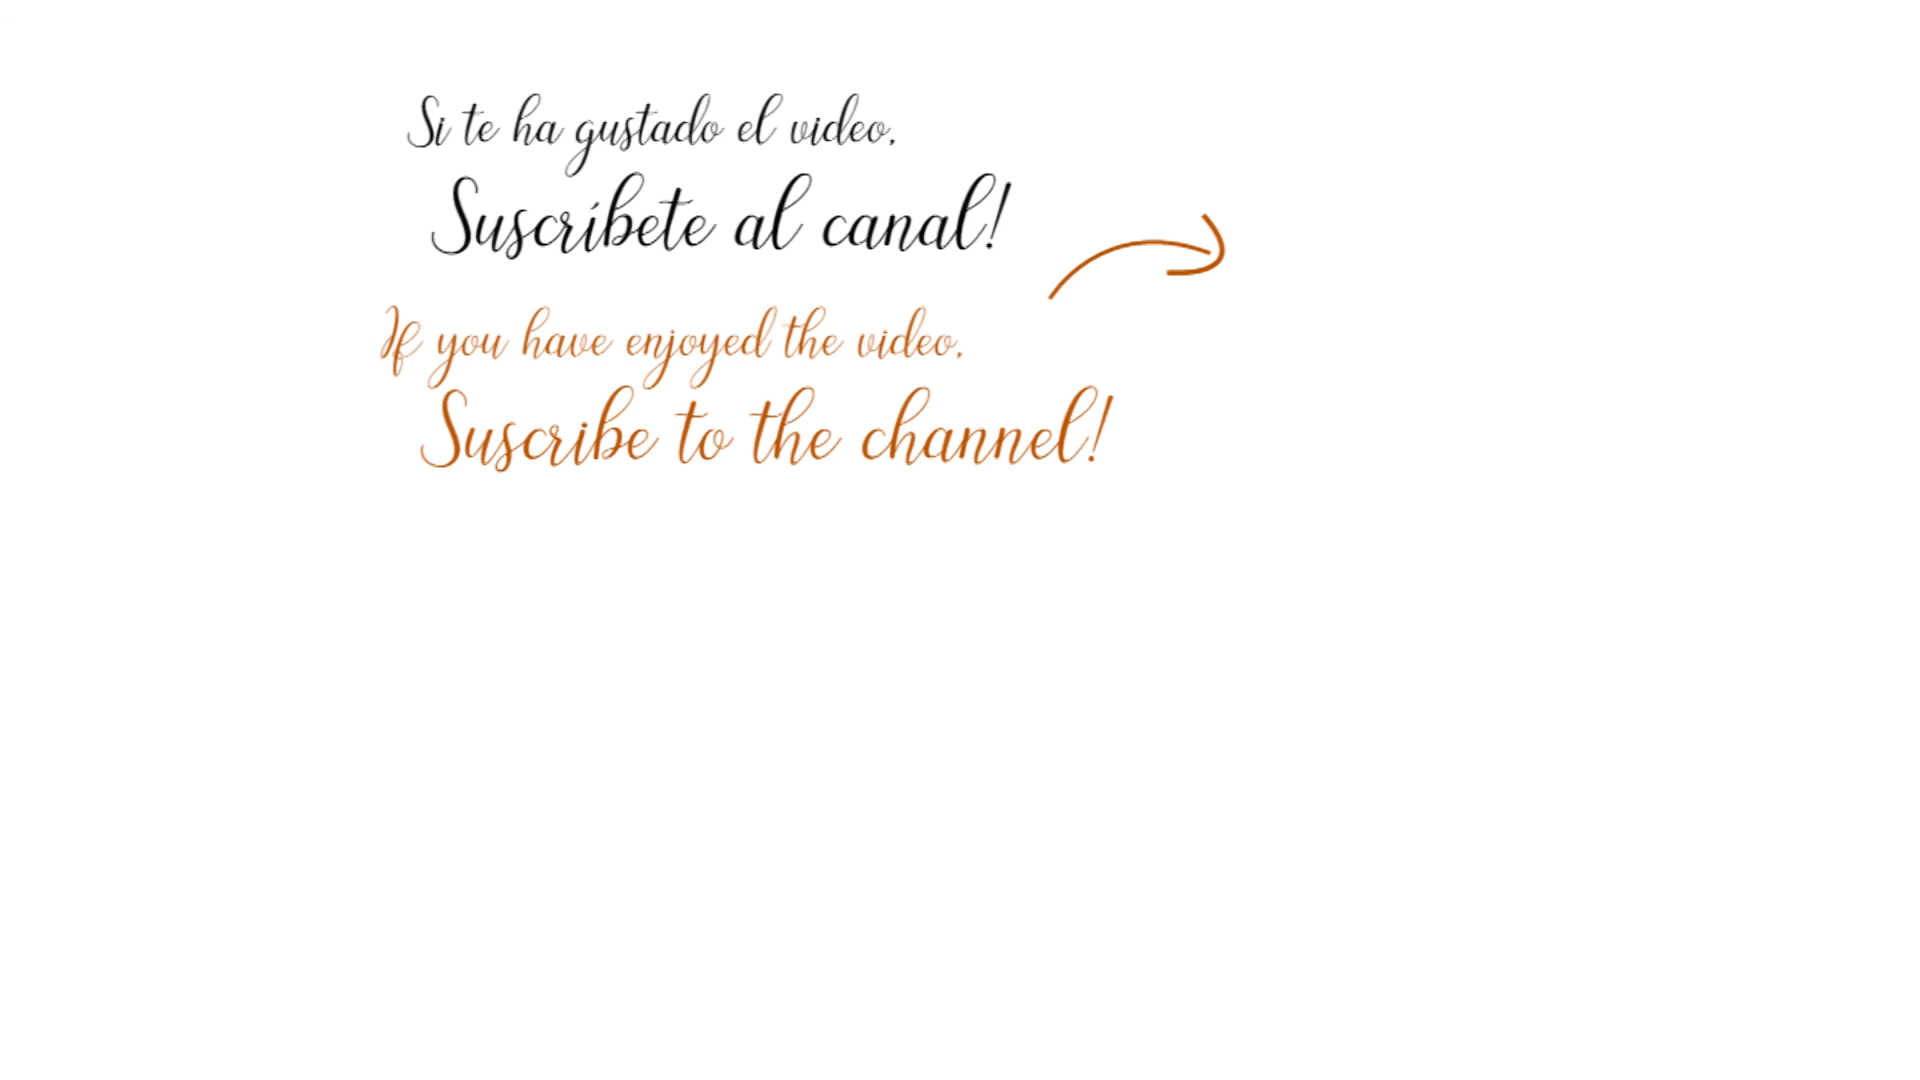 Si te ha gustado el video,
Suscríbete al canal!
If you have enjoyed the video,
Suscribe to the channel!